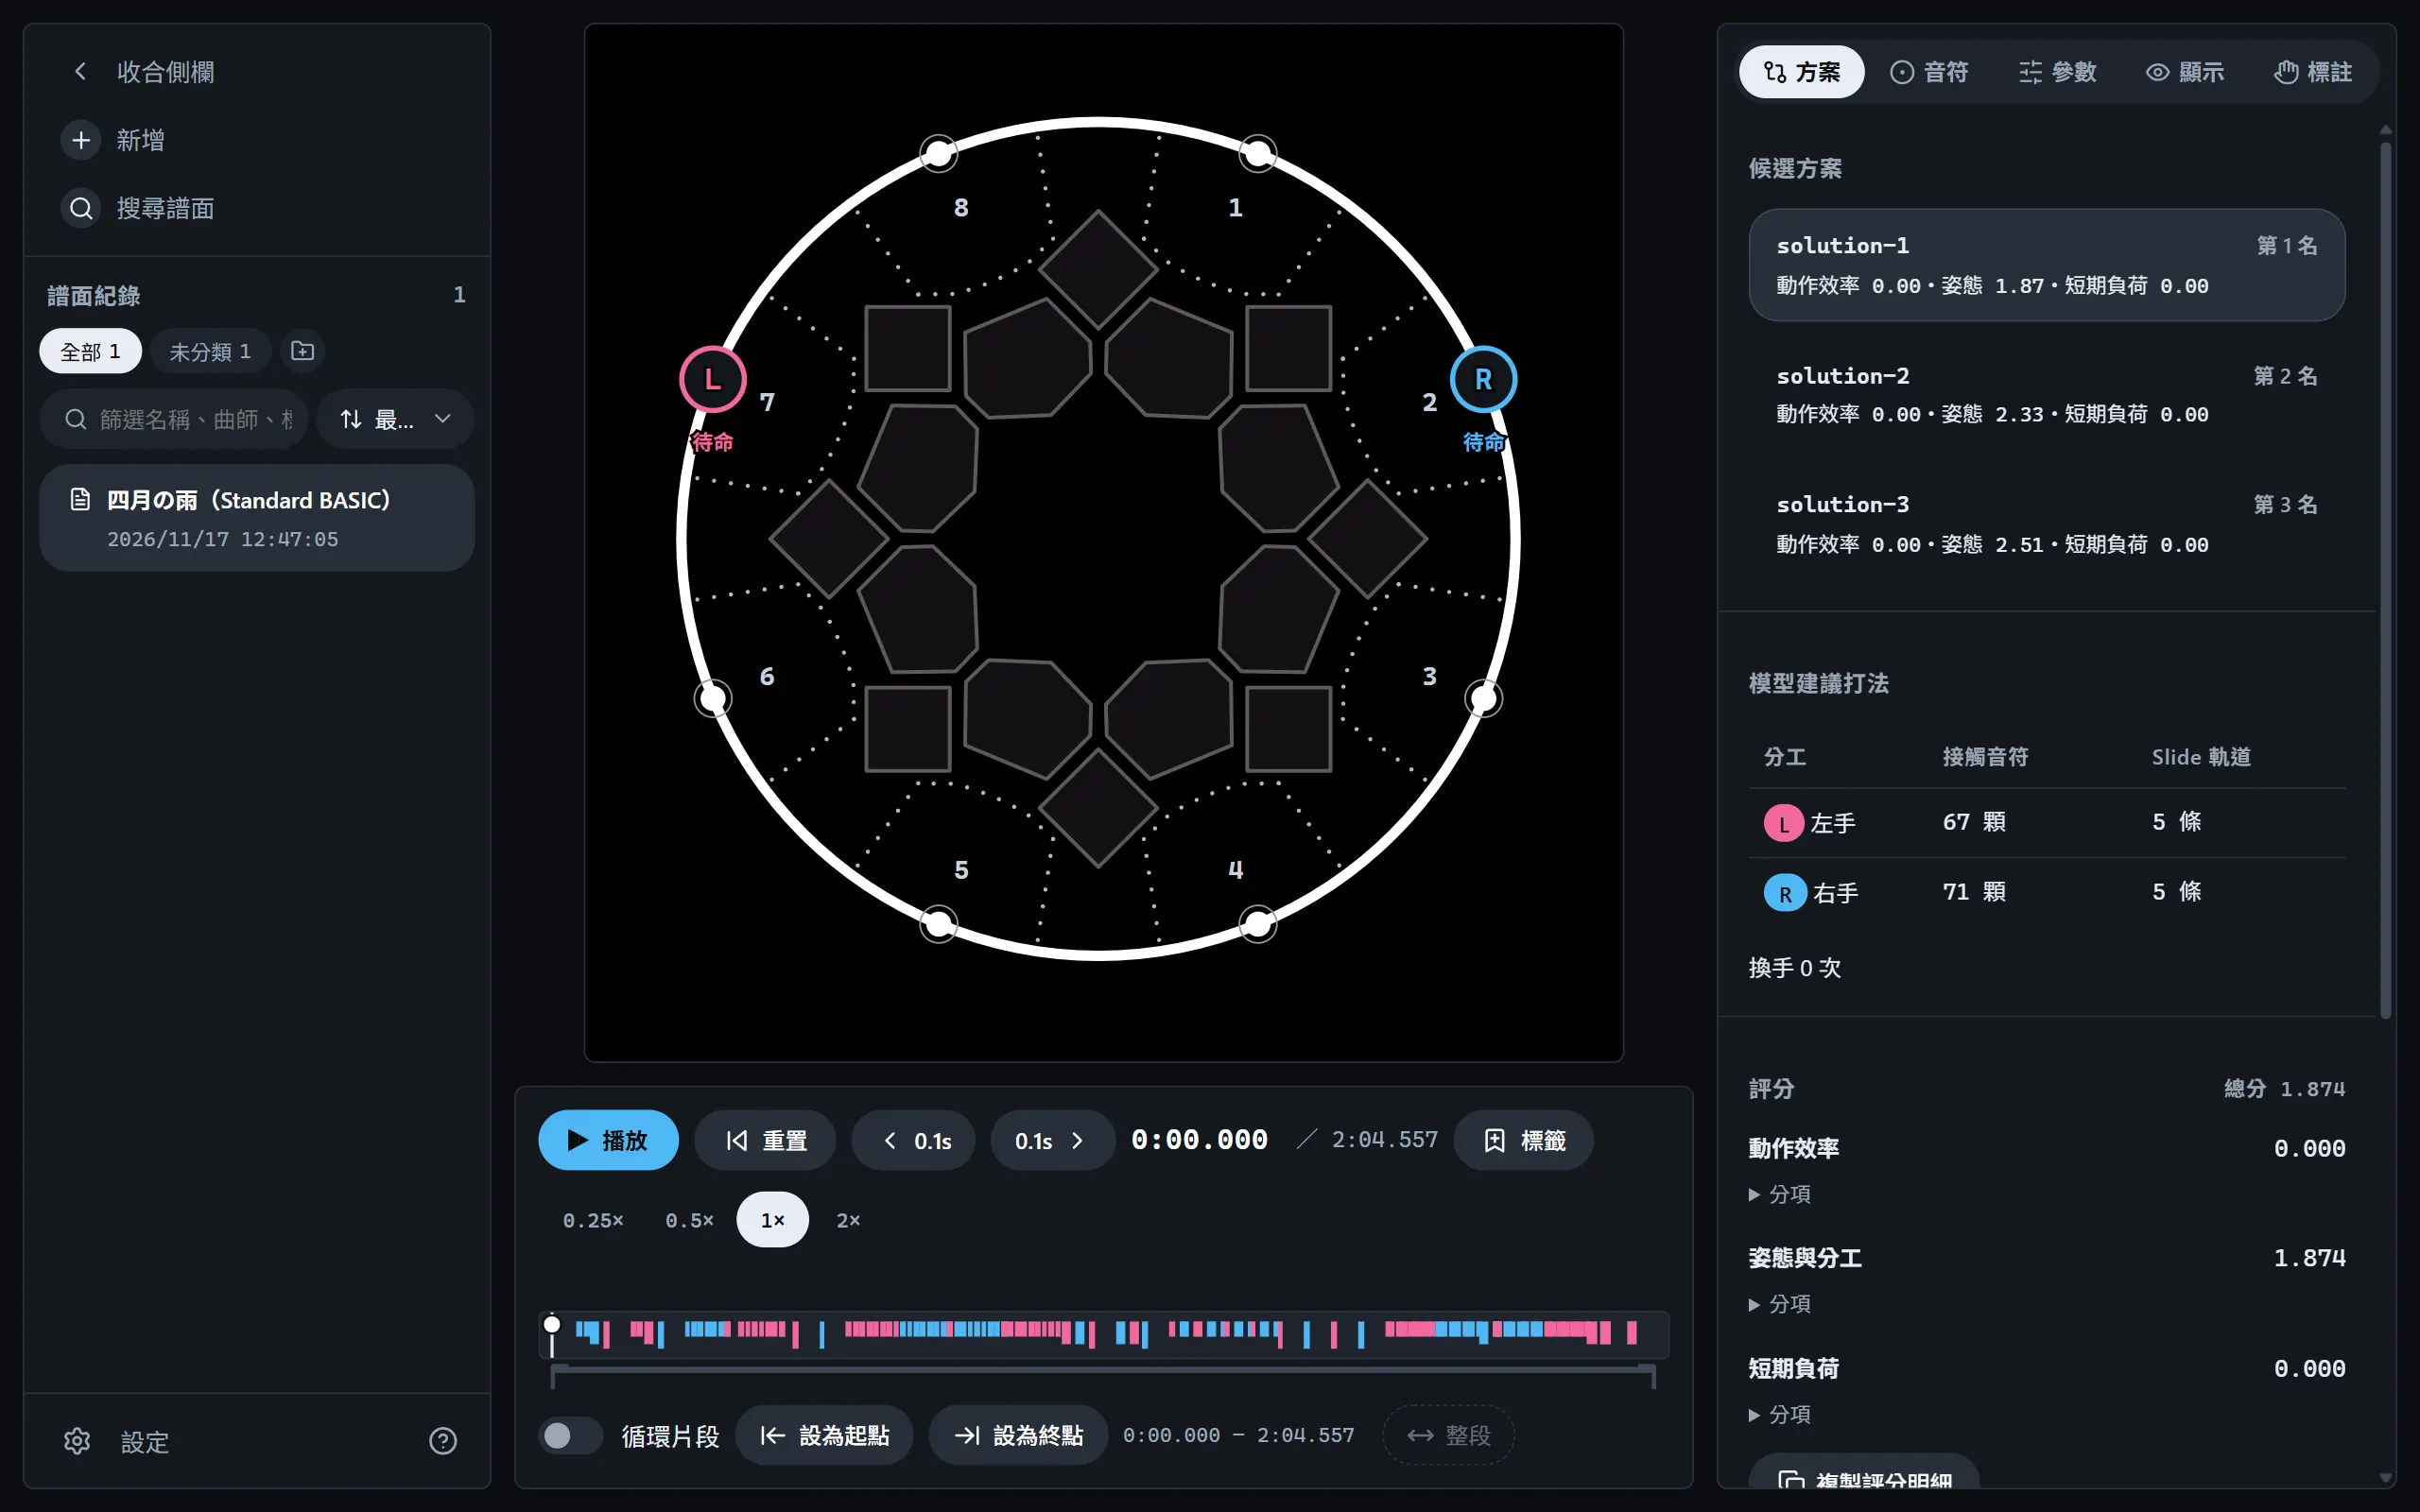 收合側欄
新增
搜尋譜面
譜面紀錄 1
全部 1 未分類 1
篩選名稱、曲師、 最...
四月の雨（Standard BASIC）
2026/11/17 12:47:05
設定
8 1
L 7 2 R
待命 待命
6 3
5 4
播放 重置 0.1s 0.1s 0:00.000 ／ 2:04.557 標籤
0.25× 0.5× 1× 2×
循環片段 設為起點 設為終點 0:00.000 – 2:04.557 整段
方案 音符 參數 顯示 標註
候選方案
solution-1 第 1 名
動作效率 0.00・姿態 1.87・短期負荷 0.00
solution-2 第 2 名
動作效率 0.00・姿態 2.33・短期負荷 0.00
solution-3 第 3 名
動作效率 0.00・姿態 2.51・短期負荷 0.00
模型建議打法
分工 接觸音符 Slide 軌道
L 左手 67 顆 5 條
R 右手 71 顆 5 條
換手 0 次
評分 總分 1.874
動作效率 0.000
分項
姿態與分工 1.874
分項
短期負荷 0.000
分項
複製評分明細